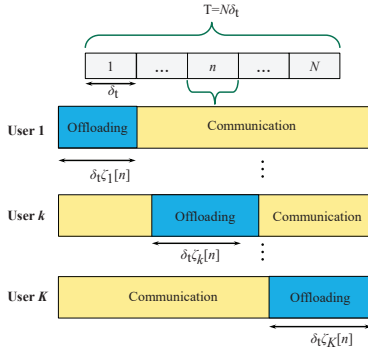 T=Nδt
1 ... n ... N
δt
User 1 Offloading Communication
δtζ1[n]
User k Offloading Communication
δtζk[n]
User K Communication Offloading
δtζK[n]